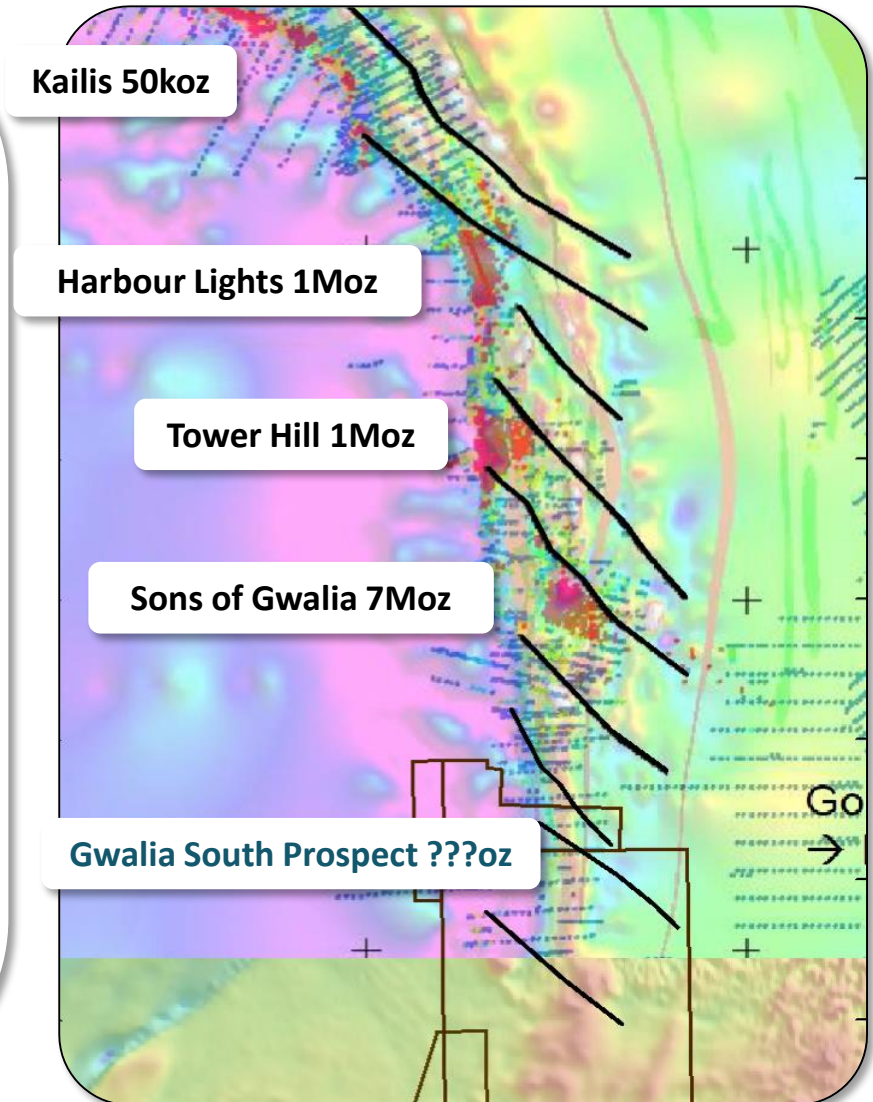 Kailis 50koz
Harbour Lights 1Moz
Tower Hill 1Moz
Sons of Gwalia 7Moz
Go
→
Gwalia South Prospect ???oz